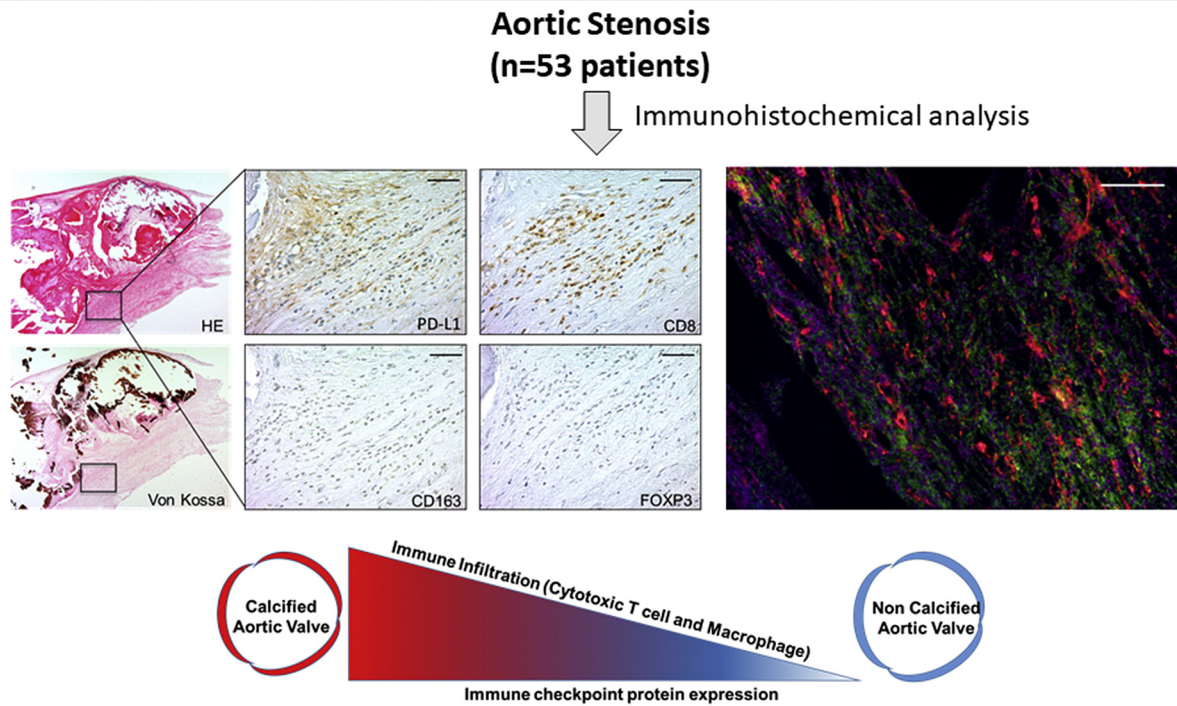 Aortic Stenosis
(n=53 patients)
Immunohistochemical analysis
HE
PD-L1
CD8
Von Kossa
CD163
FOXP3
Calcified
Aortic Valve
Immune Infiltration (Cytotoxic T cell and Macrophage)
Non Calcified
Aortic Valve
Immune checkpoint protein expression